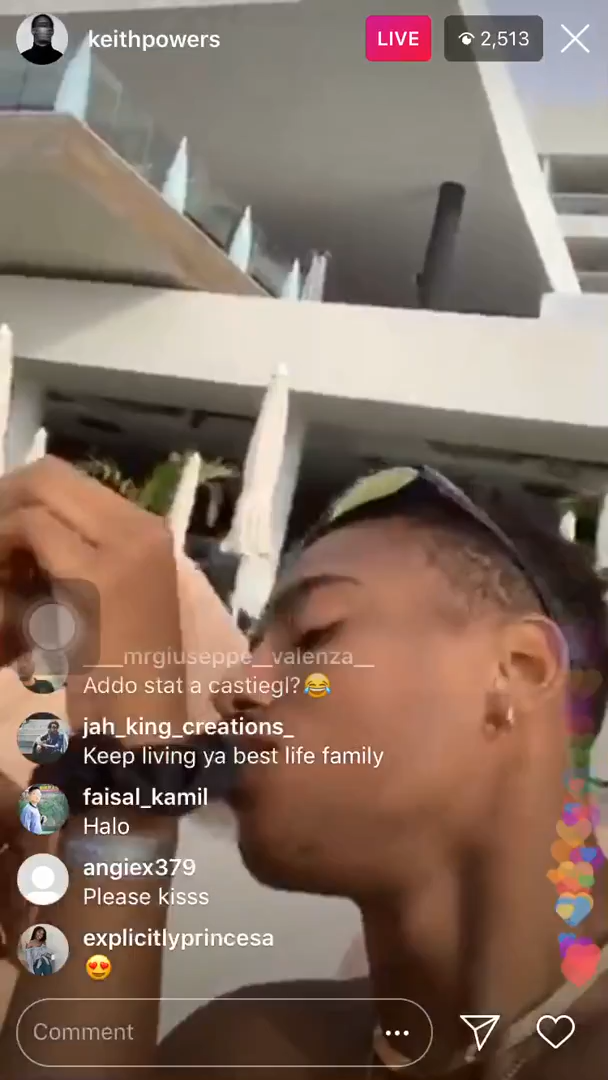 keithpowers
LIVE
2,513
___mrgiuseppe__valenza__
Addo stat a castiegl?😂
jah_king_creations_
Keep living ya best life family
faisal_kamil
Halo
angiex379
Please kisss
explicitlyprincesa
😍
Comment